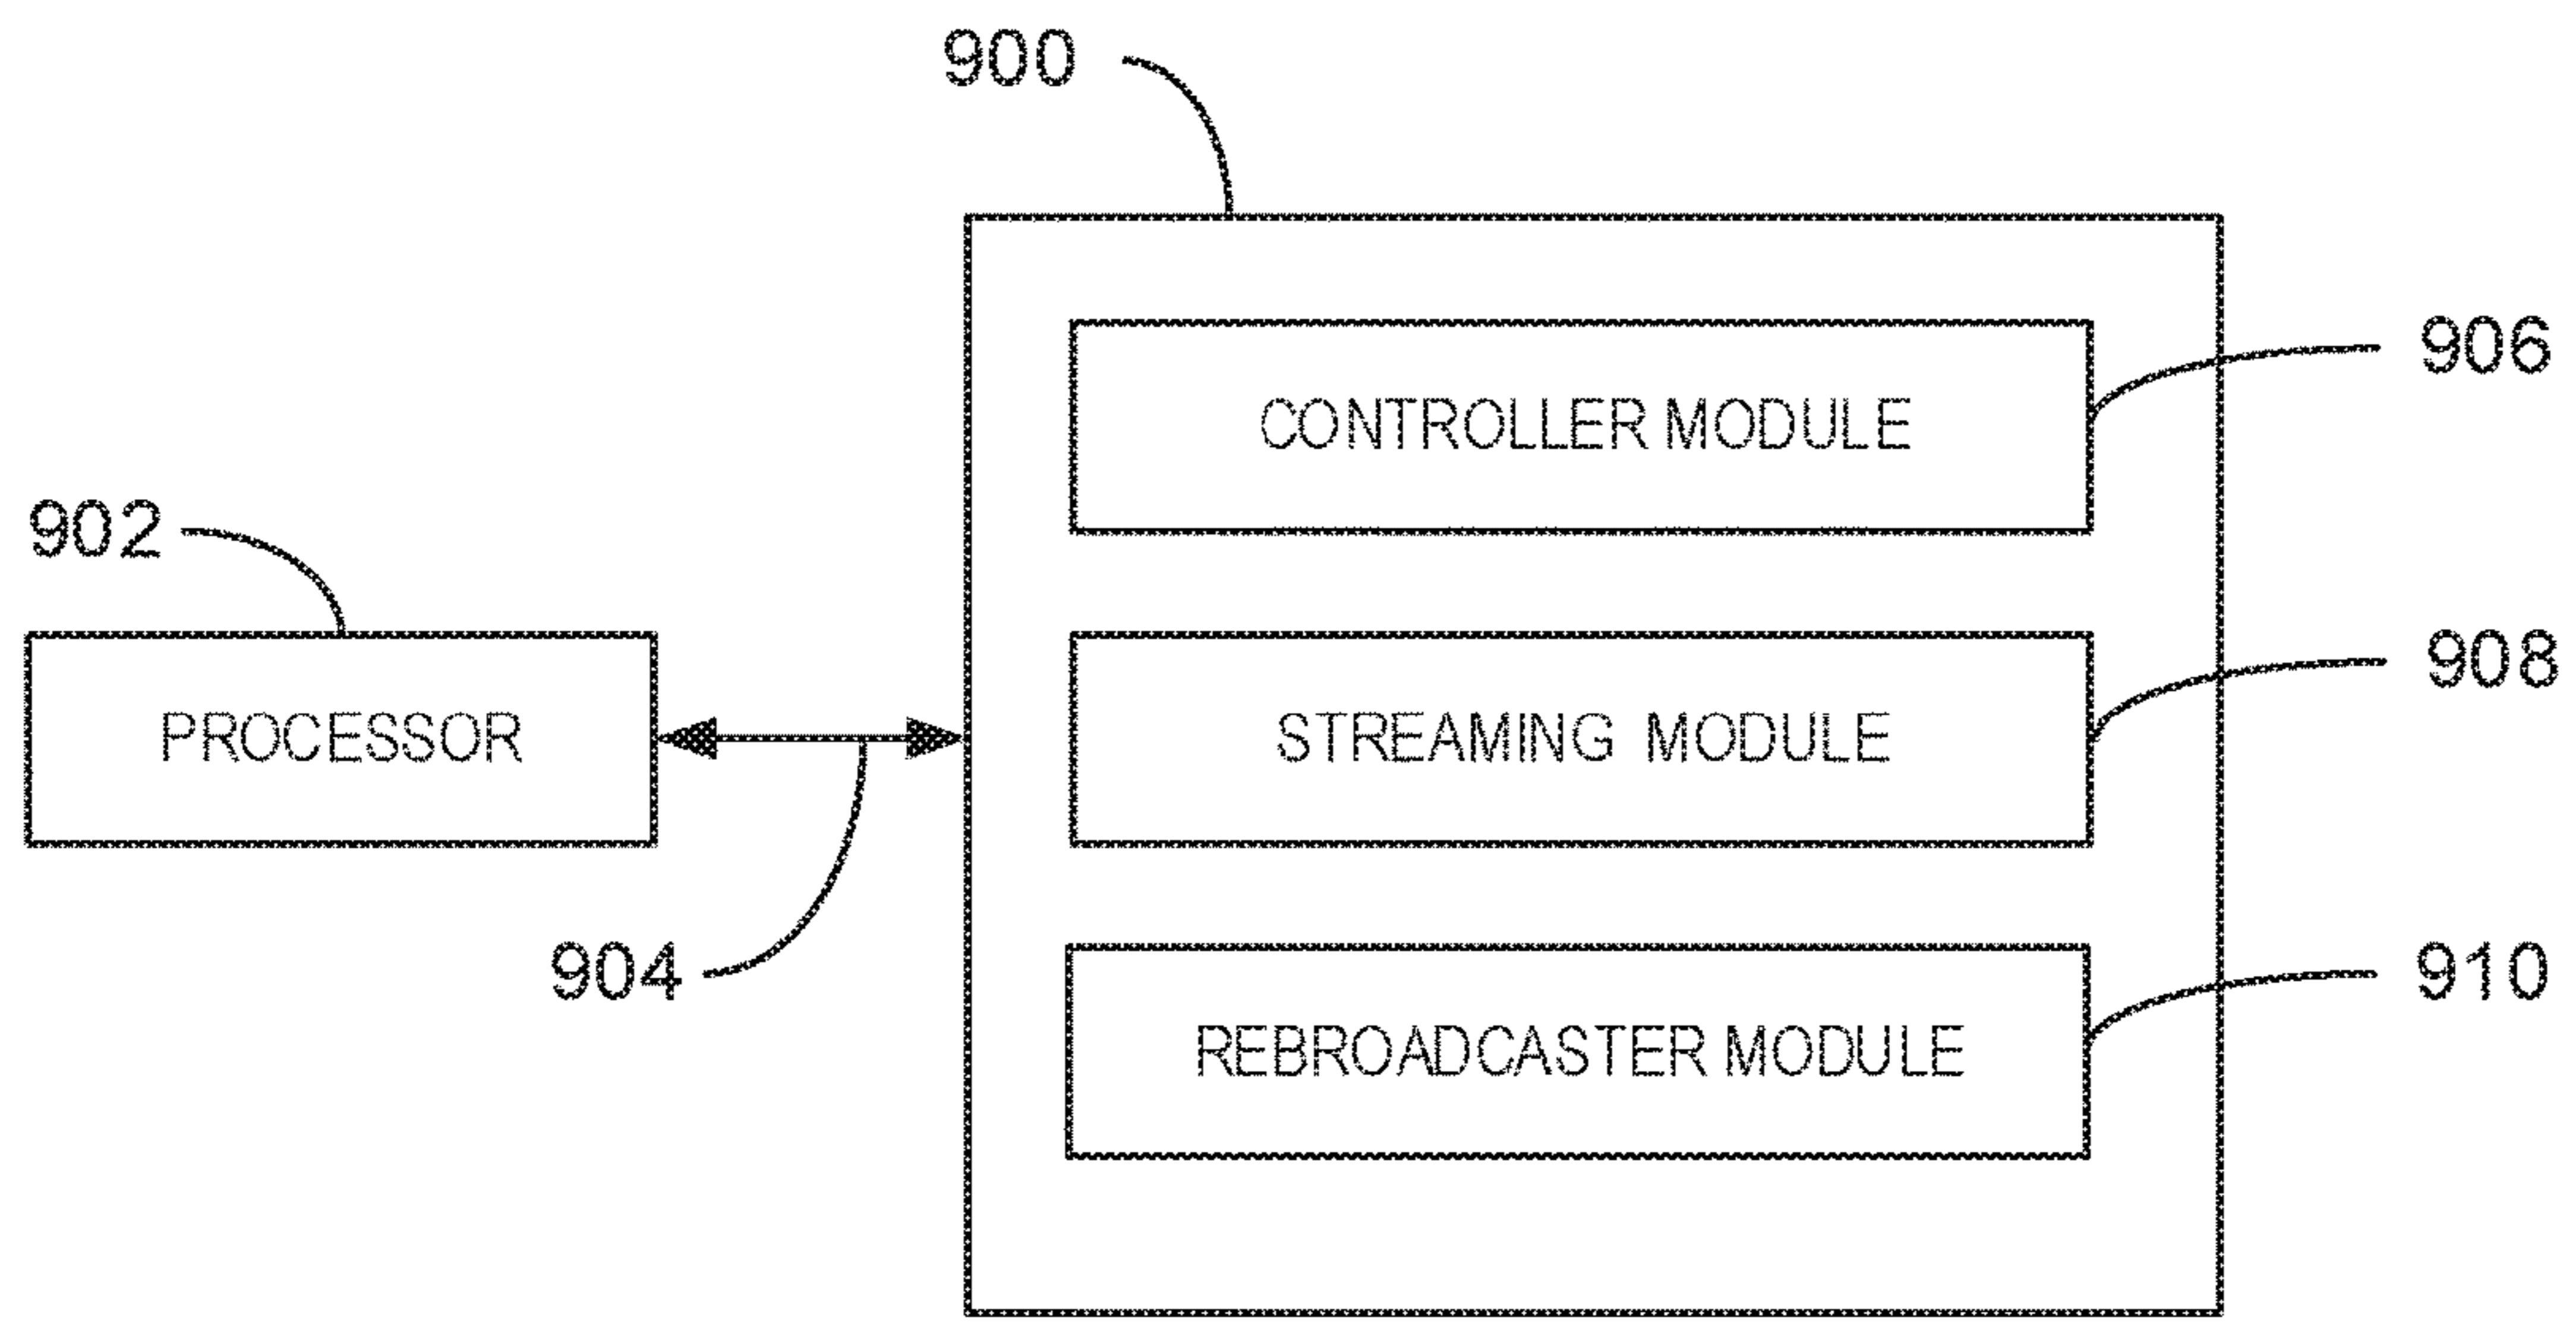 900
CONTROLLER MODULE
906
902
PROCESSOR
STREAMING MODULE
908
904
REBROADCASTER MODULE
910